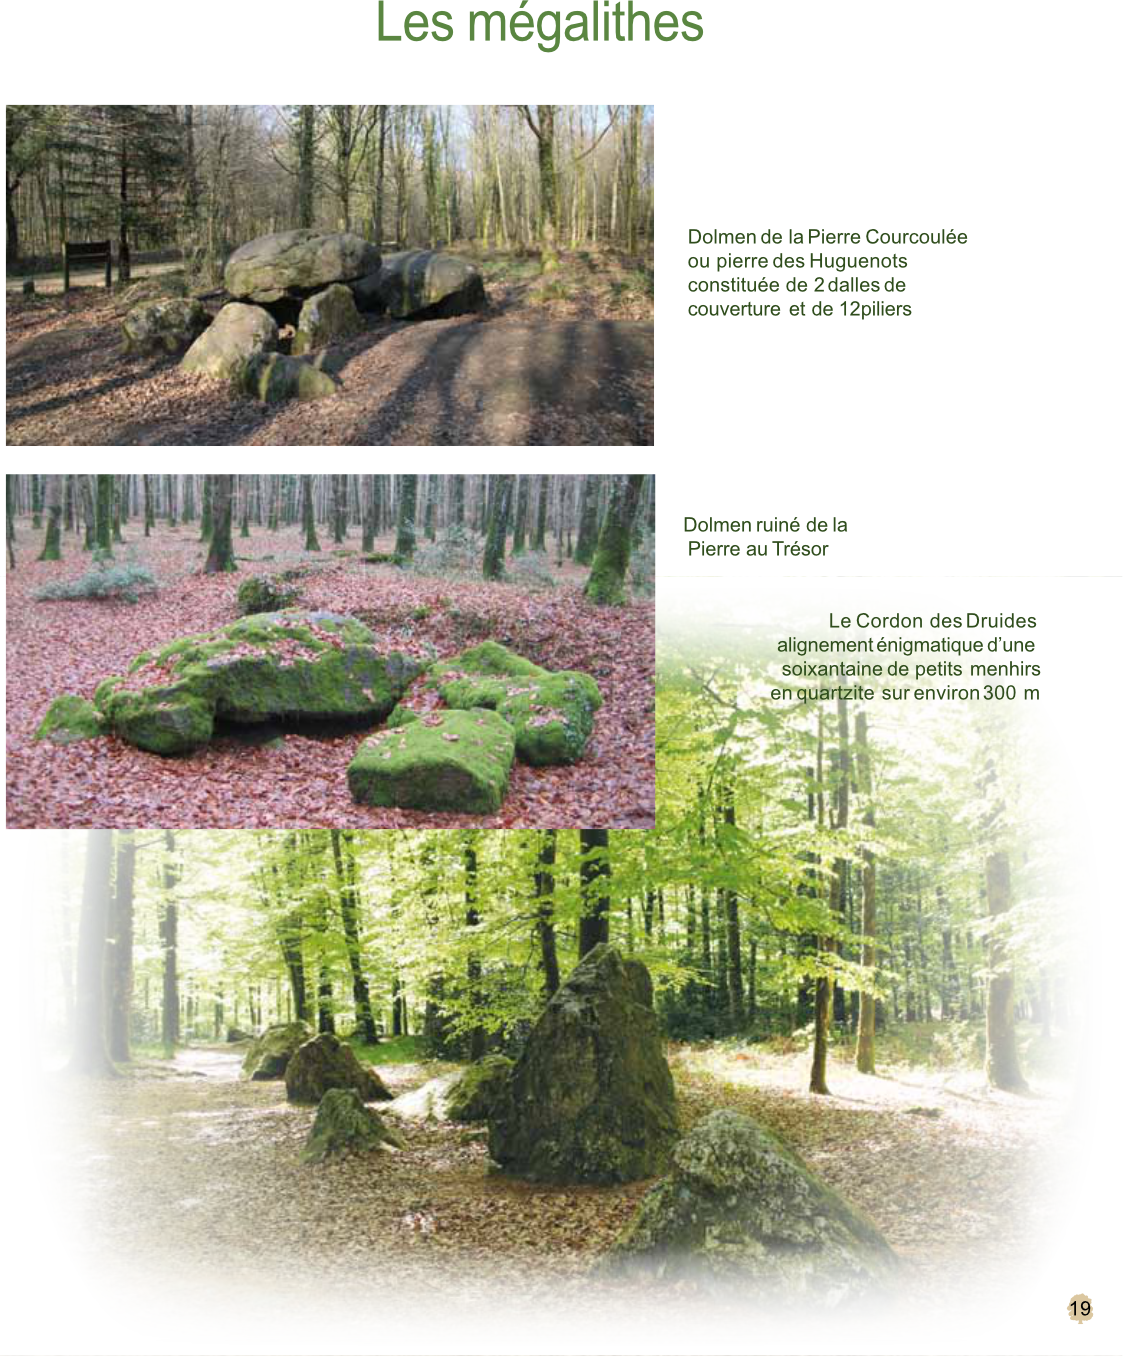 Les mégalithes
Dolmen de la Pierre Courcoulée
ou pierre des Huguenots
constituée de 2 dalles de
couverture et de 12piliers
Dolmen ruiné de la
Pierre au Trésor
Le Cordon des Druides
alignement énigmatique d’une
soixantaine de petits menhirs
en quartzite sur environ 300 m
19